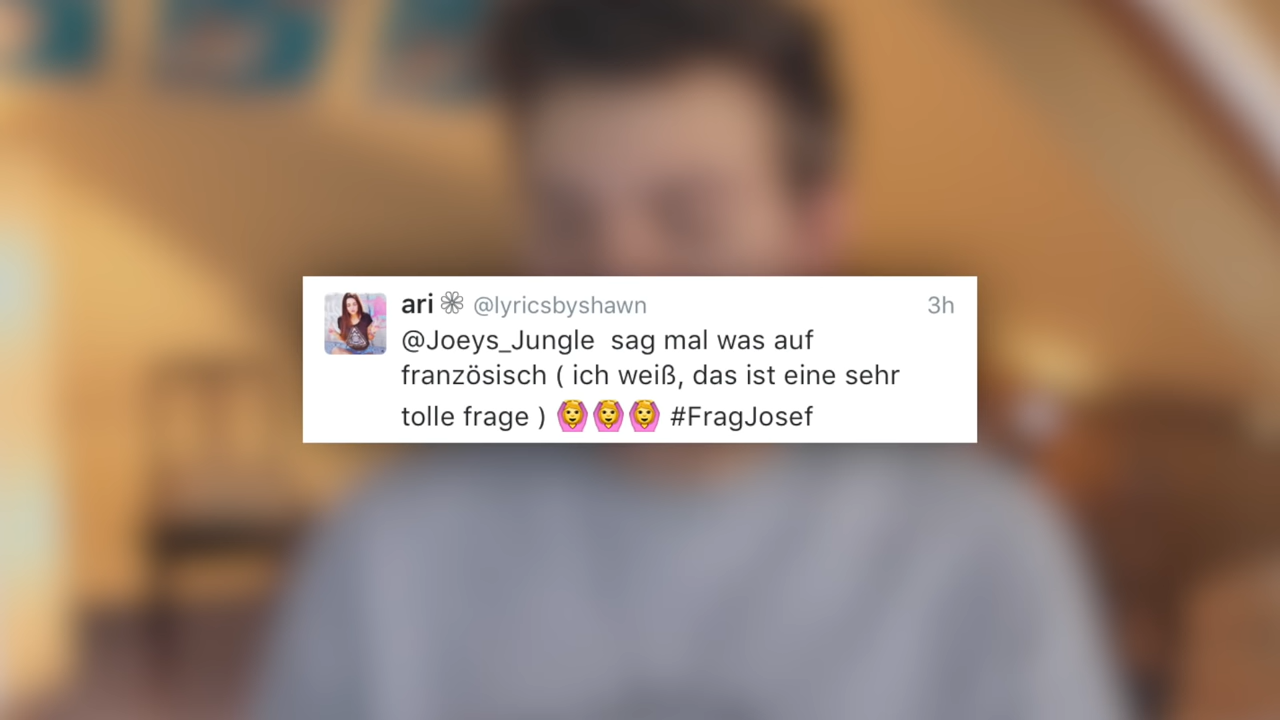 ari ❀ @lyricsbyshawn 3h
@Joeys_Jungle sag mal was auf
französisch ( ich weiß, das ist eine sehr
tolle frage ) 🙆🙆🙆 #FragJosef